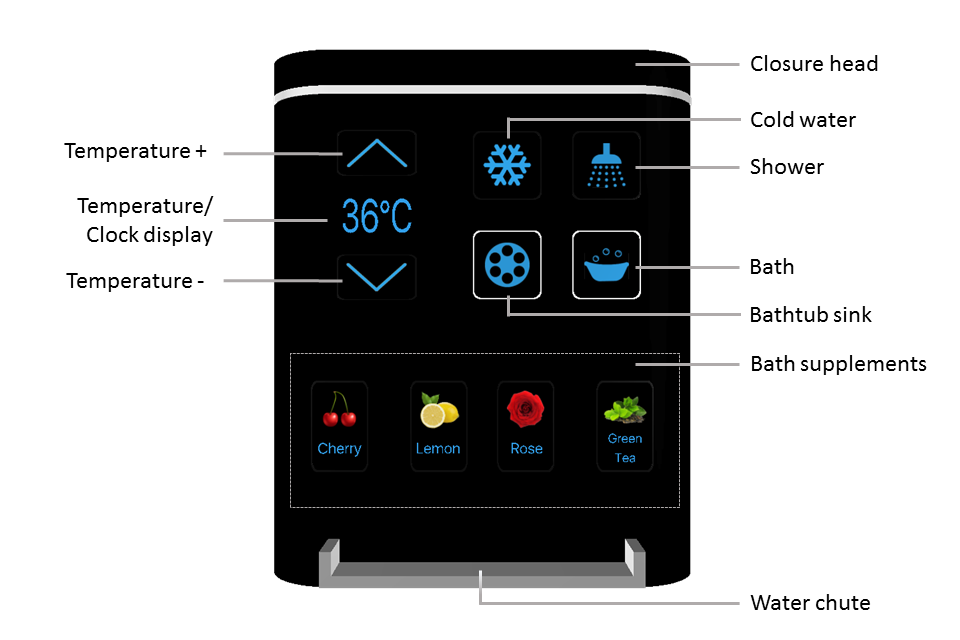 Closure head
Cold water
Temperature +
Shower
Temperature/
Clock display
36°C
Temperature -
Bath
Bathtub sink
Bath supplements
Cherry
Lemon
Rose
Green
Tea
Water chute